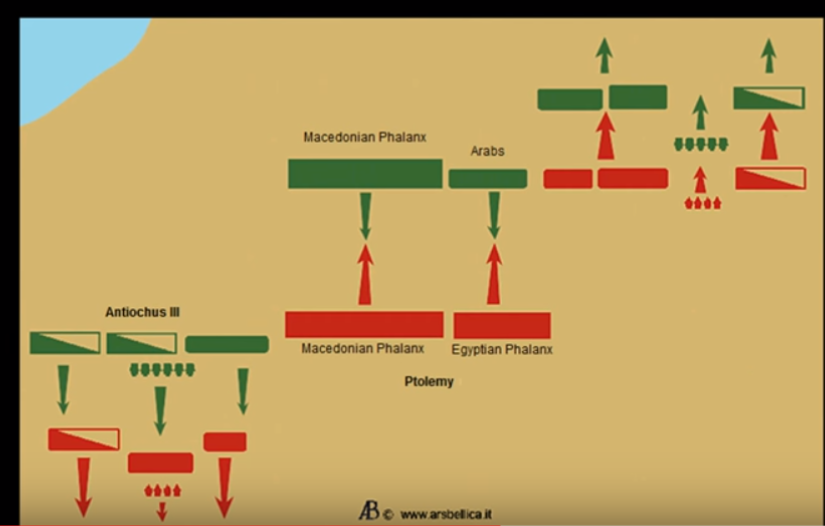 Macedonian Phalanx
Arabs
Antiochus III
Macedonian Phalanx
Egyptian Phalanx
Ptolemy
AB © www.arsbellica.it